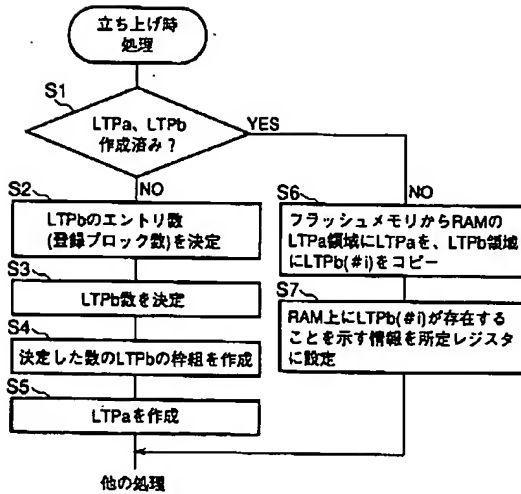 立ち上げ時
処理
S1
LTPa、LTPb
作成済み？
YES
NO
S2
LTPbのエントリ数
(登録ブロック数)を決定
S3
LTPb数を決定
S4
決定した数のLTPbの枠組を作成
S5
LTPaを作成
NO
S6
フラッシュメモリからRAMの
LTPa領域にLTPaを、LTPb領域
にLTPb(#i)をコピー
S7
RAM上にLTPb(#i)が存在する
ことを示す情報を所定レジスタ
に設定
他の処理